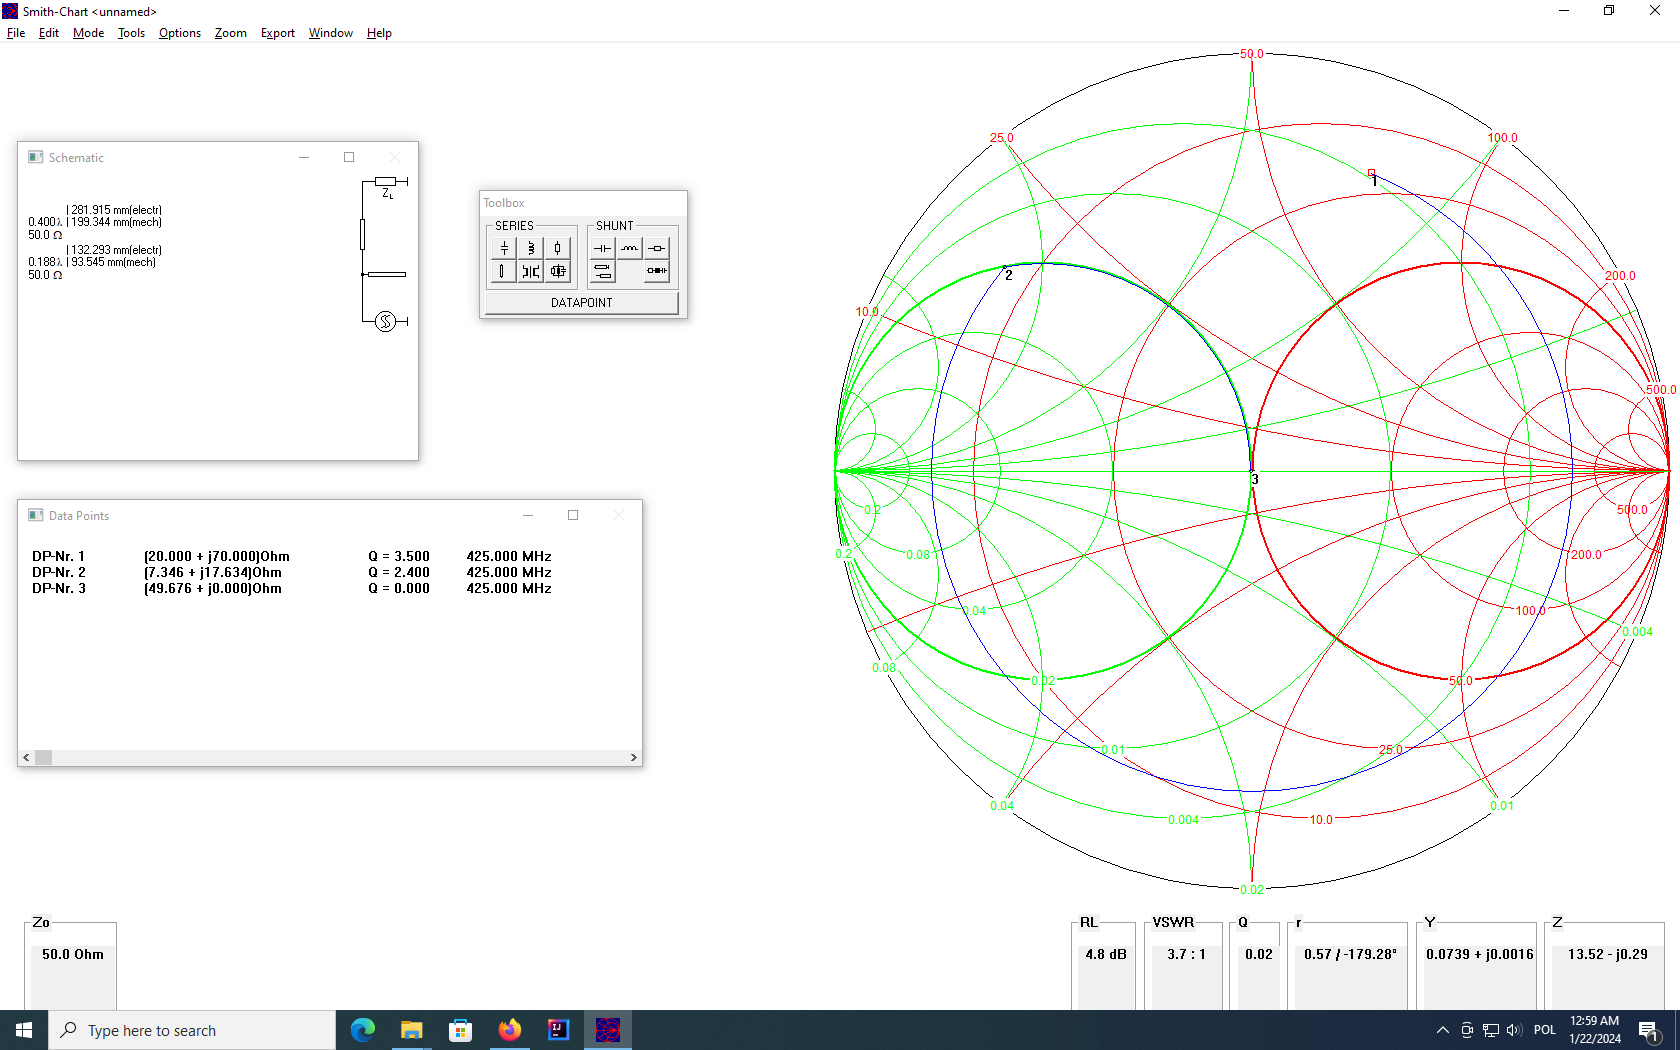 Smith-Chart <unnamed>
File Edit Mode Tools Options Zoom Export Window Help
Schematic
| 281.915 mm(electr)
0.400λ | 199.344 mm(mech)
50.0 Ω
| 132.293 mm(electr)
0.188λ | 93.545 mm(mech)
50.0 Ω
ZL
Toolbox
SERIES SHUNT
DATAPOINT
Data Points
DP-Nr. 1 (20.000 + j70.000)Ohm Q = 3.500 425.000 MHz
DP-Nr. 2 (7.346 + j17.634)Ohm Q = 2.400 425.000 MHz
DP-Nr. 3 (49.676 + j0.000)Ohm Q = 0.000 425.000 MHz
50.0
25.0 100.0
1
2 200.0
10.0
500.0
3
0.2 500.0
0.2 0.08 200.0
0.04 100.0
0.004
0.08
0.02 50.0
0.01 25.0
0.04 0.01
0.004 10.0
0.02
Zo
50.0 Ohm
RL VSWR Q r Y Z
4.8 dB 3.7 : 1 0.02 0.57 / -179.28° 0.0739 + j0.0016 13.52 - j0.29
Type here to search
POL
12:59 AM
1/22/2024
1